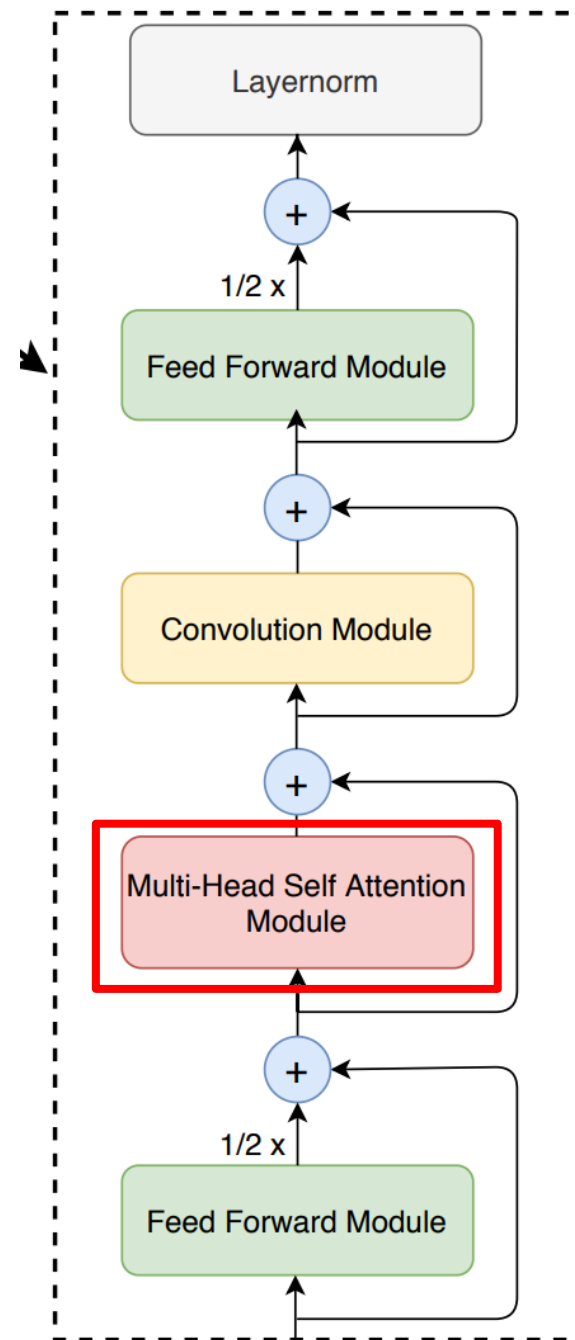 Layernorm
+
1/2 x
Feed Forward Module
+
Convolution Module
+
Multi-Head Self Attention
Module
+
1/2 x
Feed Forward Module